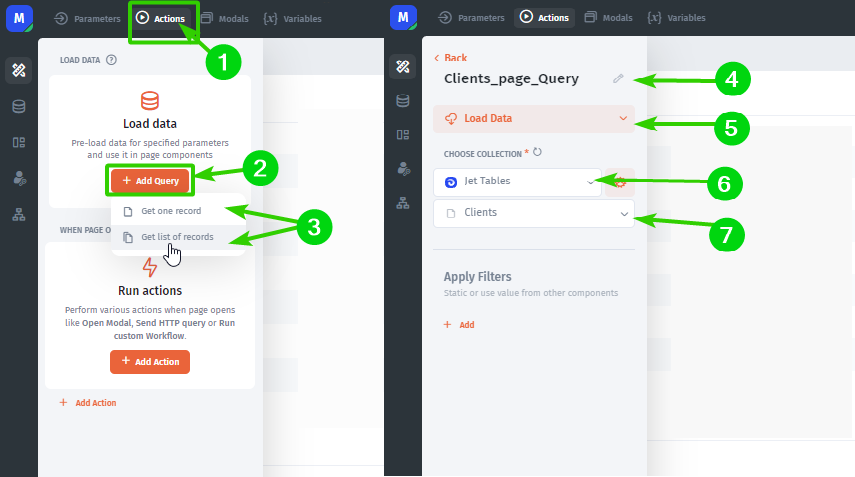 M
Parameters
Actions
Modals
{x} Variables
1
LOAD DATA ?
Load data
Pre-load data for specified parameters
and use it in page components
+ Add Query
2
Get one record
Get list of records
3
WHEN PAGE O
Run actions
Perform various actions when page opens
like Open Modal, Send HTTP query or Run
custom Workflow.
+ Add Action
+ Add Action
M
Parameters
Actions
Modals
{x} Variables
< Back
Clients_page_Query
4
Load Data
5
CHOOSE COLLECTION *
Jet Tables
6
Clients
7
Apply Filters
Static or use value from other components
+ Add